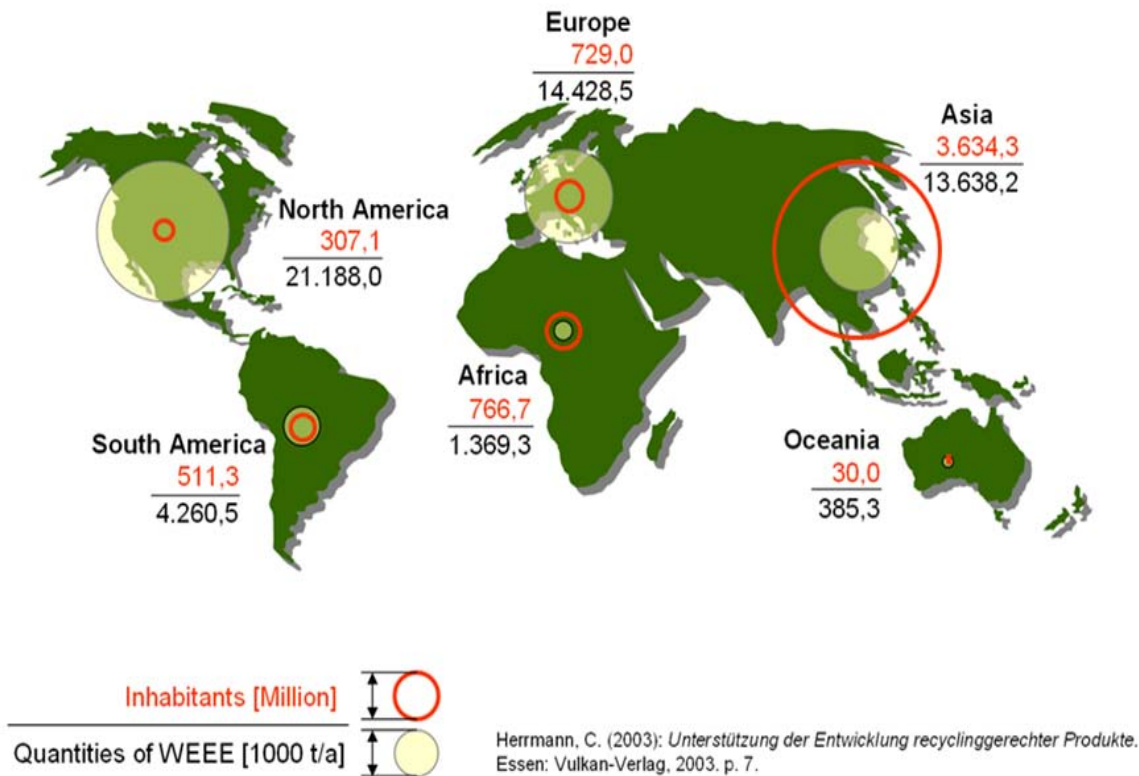 Europe
729,0
14.428,5
Asia
3.634,3
13.638,2
North America
307,1
21.188,0
Africa
766,7
1.369,3
South America
511,3
4.260,5
Oceania
30,0
385,3
Inhabitants [Million]
Quantities of WEEE [1000 t/a]
Herrmann, C. (2003): Unterstützung der Entwicklung recyclinggerechter Produkte.
Essen: Vulkan-Verlag, 2003. p. 7.